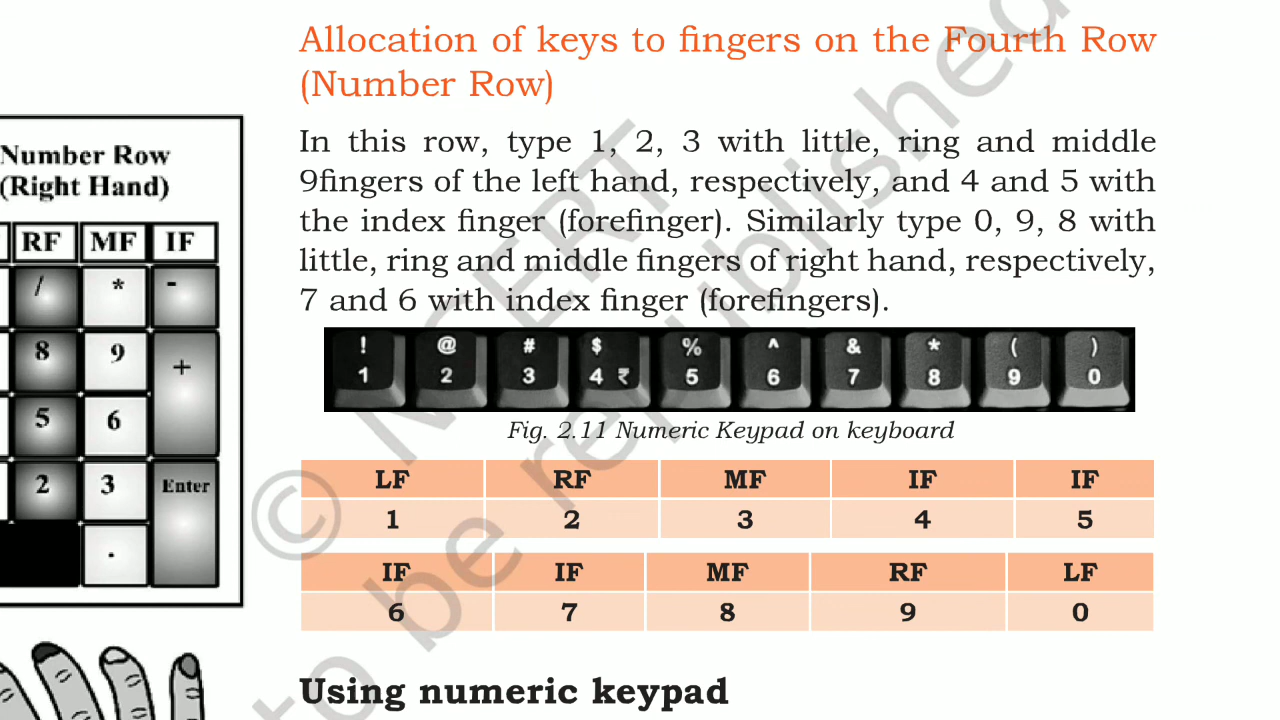 Allocation of keys to fingers on the Fourth Row
(Number Row)
In this row, type 1, 2, 3 with little, ring and middle
9fingers of the left hand, respectively, and 4 and 5 with
the index finger (forefinger). Similarly type 0, 9, 8 with
little, ring and middle fingers of right hand, respectively,
7 and 6 with index finger (forefingers).
! @ # $ % ^ & * ( )
1 2 3 4 ₹ 5 6 7 8 9 0
Fig. 2.11 Numeric Keypad on keyboard
LF RF MF IF IF
1 2 3 4 5
IF IF MF RF LF
6 7 8 9 0
Using numeric keypad
Number Row
(Right Hand)
RF MF IF
/ * -
8 9 +
5 6
2 3 Enter
.
© NCERT
to be republished